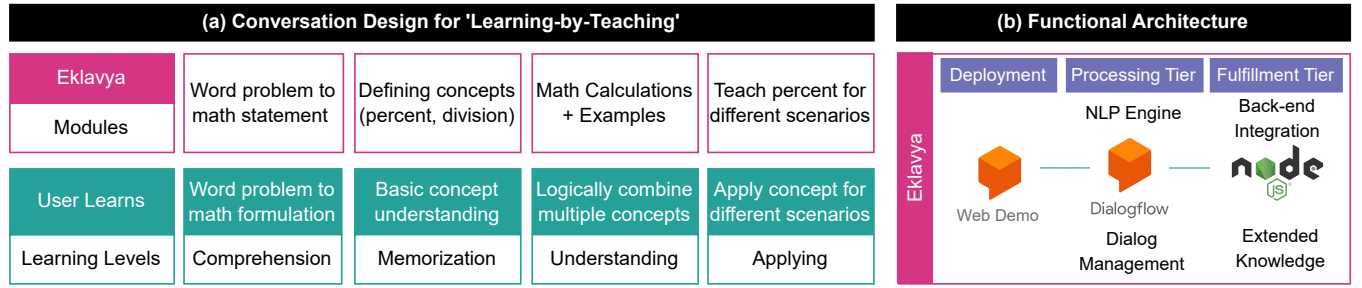 (a) Conversation Design for 'Learning-by-Teaching'
Eklavya
Modules
Word problem to
math statement
Defining concepts
(percent, division)
Math Calculations
+ Examples
Teach percent for
different scenarios
User Learns
Word problem to
math formulation
Basic concept
understanding
Logically combine
multiple concepts
Apply concept for
different scenarios
Learning Levels
Comprehension
Memorization
Understanding
Applying
(b) Functional Architecture
Eklavya
Deployment
Processing Tier
Fulfillment Tier
Web Demo
NLP Engine
Dialogflow
Dialog
Management
Back-end
Integration
node
JS®
Extended
Knowledge